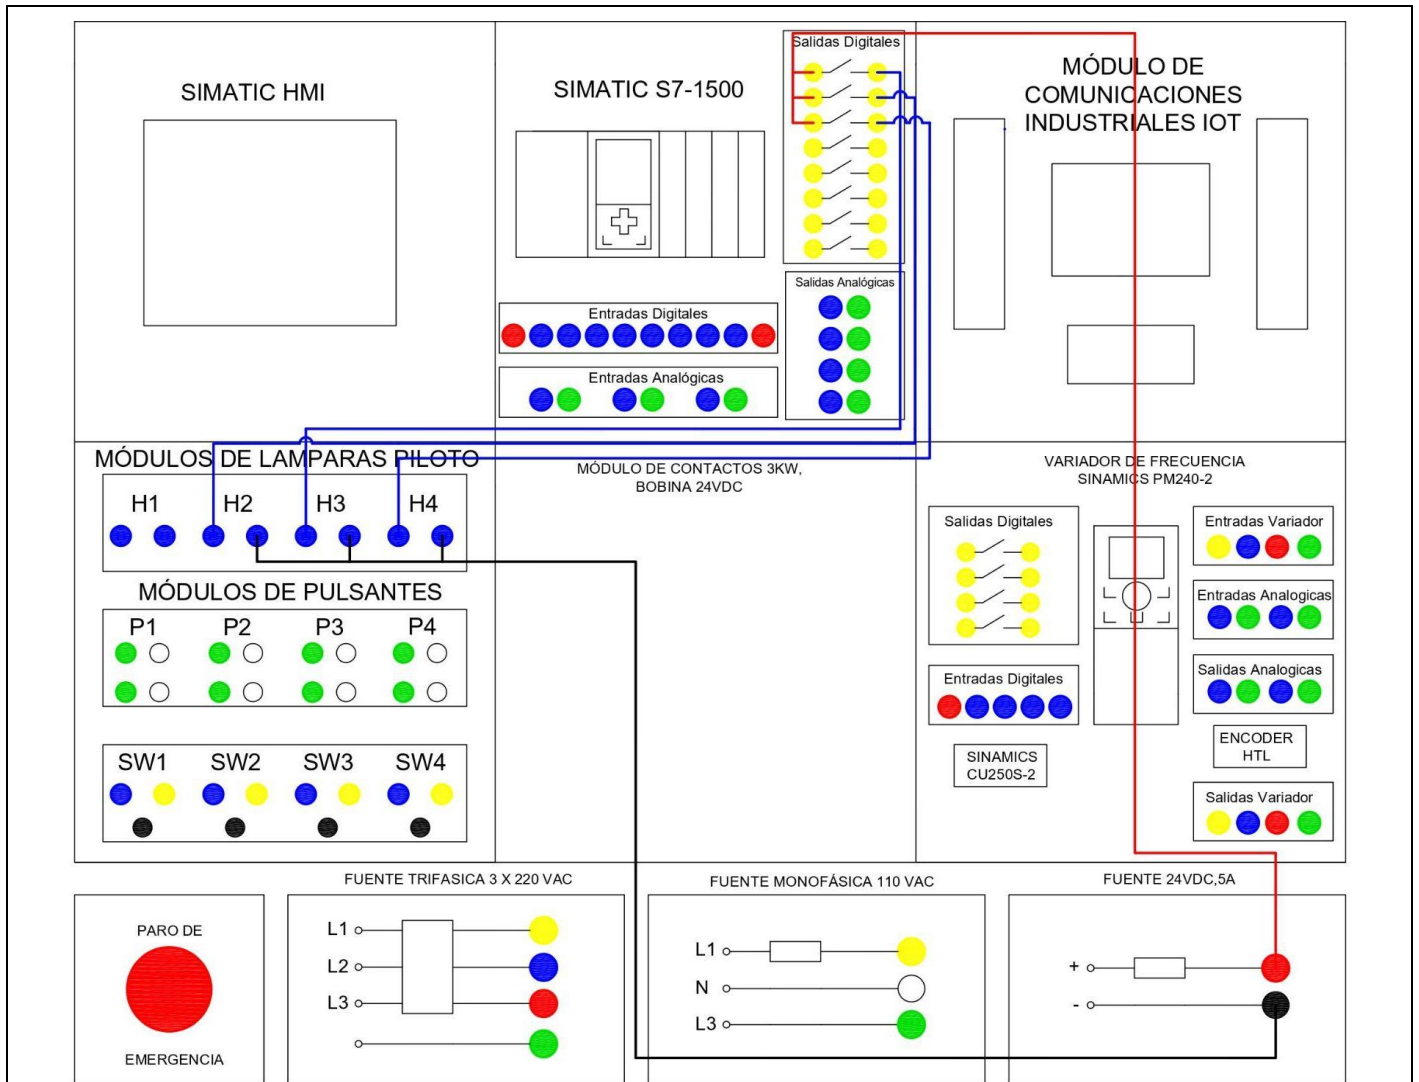 SIMATIC HMI
SIMATIC S7-1500
Salidas Digitales
MÓDULO DE
COMUNICACIONES
INDUSTRIALES IOT
Entradas Digitales
Entradas Analógicas
Salidas Analógicas
MÓDULOS DE LAMPARAS PILOTO
H1 H2 H3 H4
MÓDULOS DE PULSANTES
P1 P2 P3 P4
SW1 SW2 SW3 SW4
MÓDULO DE CONTACTOS 3KW,
BOBINA 24VDC
VARIADOR DE FRECUENCIA
SINAMICS PM240-2
Salidas Digitales
Entradas Digitales
SINAMICS
CU250S-2
Entradas Variador
Entradas Analogicas
Salidas Analogicas
ENCODER
HTL
Salidas Variador
PARO DE
EMERGENCIA
FUENTE TRIFASICA 3 X 220 VAC
L1
L2
L3
FUENTE MONOFÁSICA 110 VAC
L1
N
L3
FUENTE 24VDC,5A
+
-